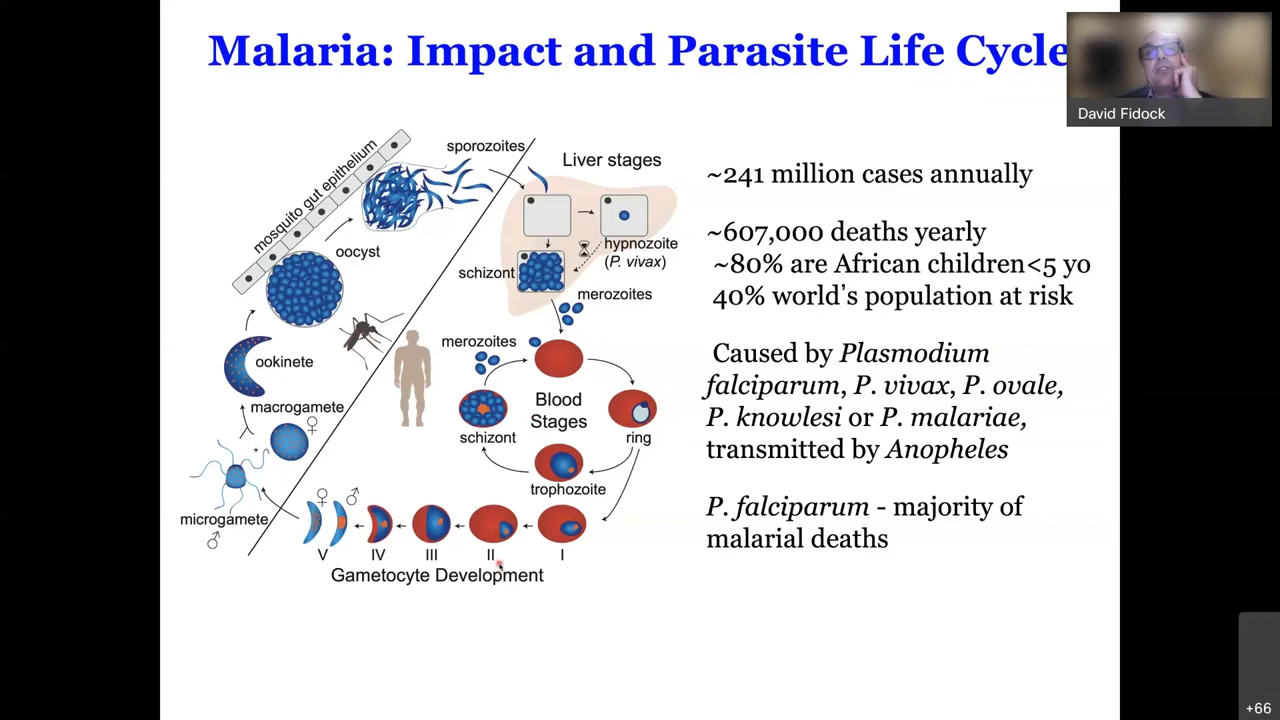 Malaria: Impact and Parasite Life Cycle
David Fidock
mosquito gut epithelium
sporozoites
Liver stages
oocyst
hypnozoite
(P. vivax)
schizont
merozoites
ookinete
merozoites
Blood
Stages
macrogamete
♀
schizont
ring
trophozoite
microgamete
♂
♀
♂
V
IV
III
II
I
Gametocyte Development
~241 million cases annually
~607,000 deaths yearly
~80% are African children<5 yo
40% world’s population at risk
Caused by Plasmodium
falciparum, P. vivax, P. ovale,
P. knowlesi or P. malariae,
transmitted by Anopheles
P. falciparum - majority of
malarial deaths
+66